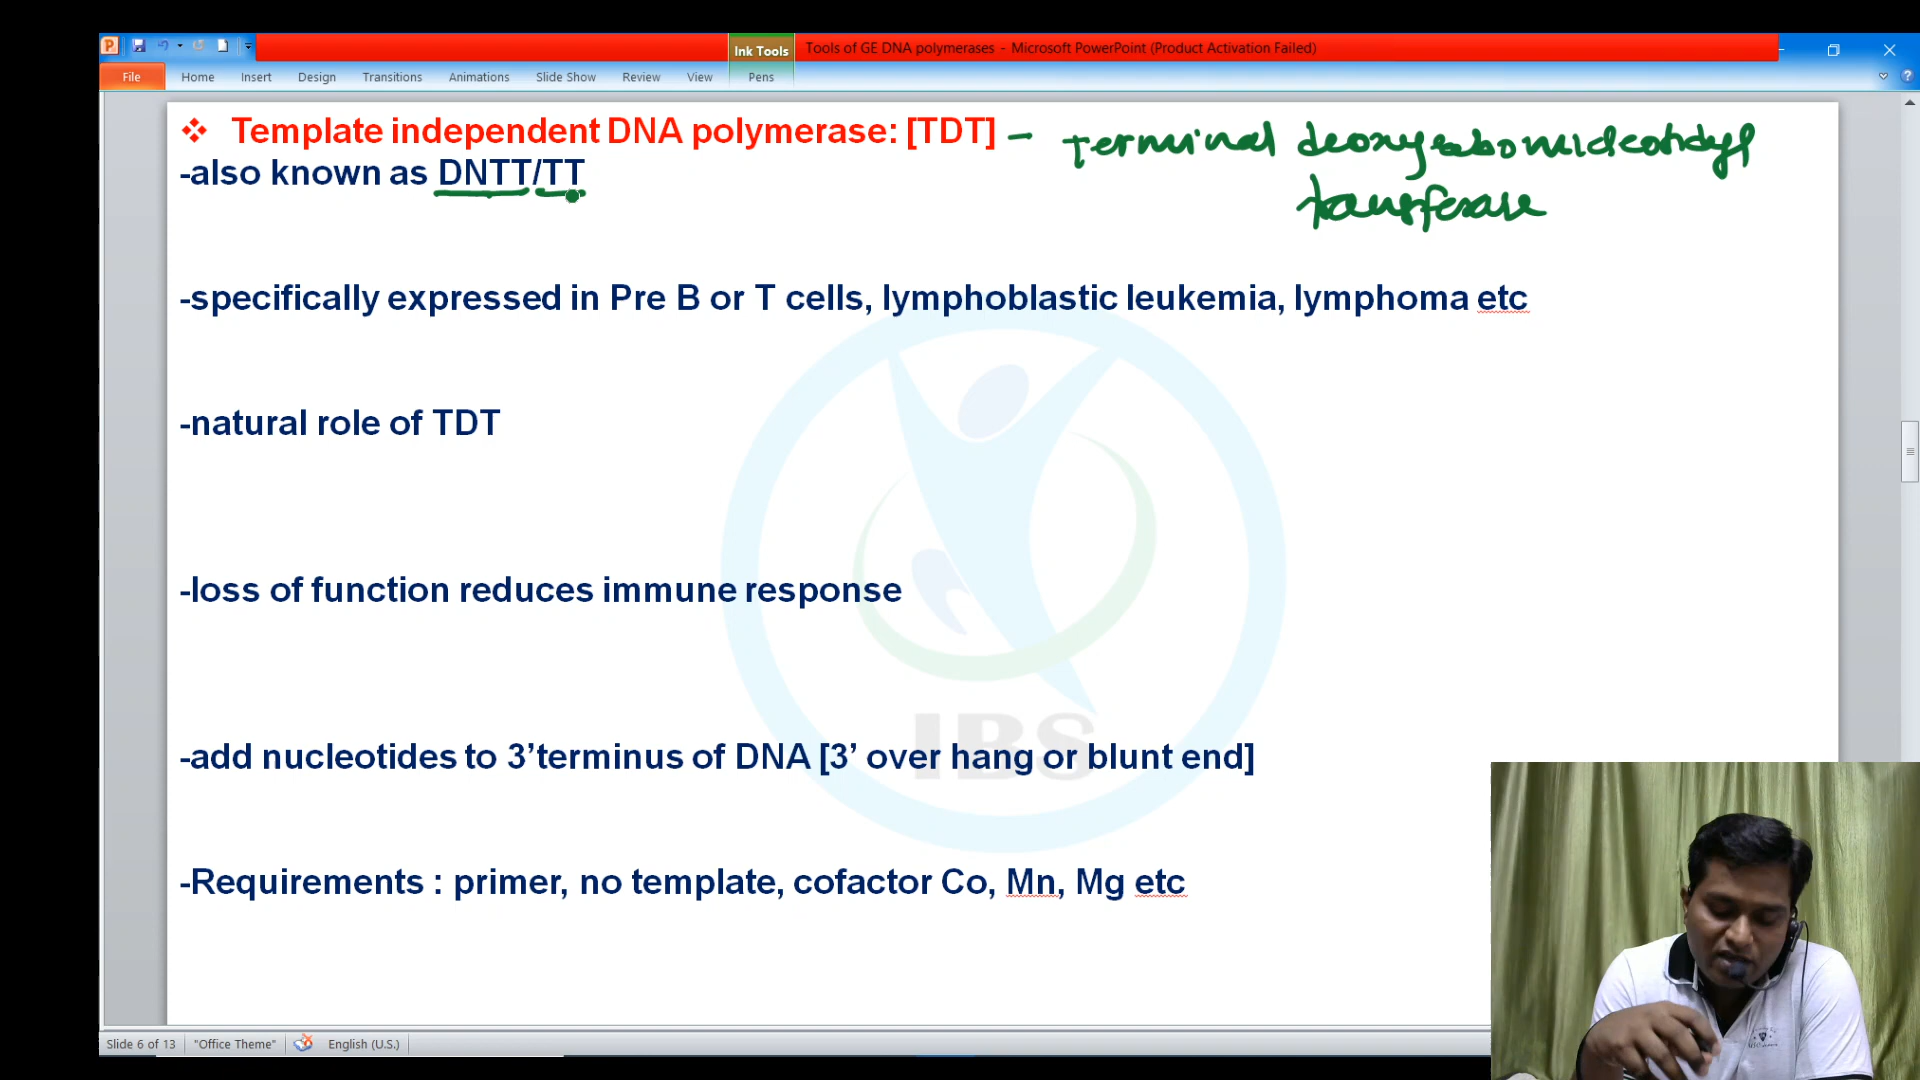 Ink Tools
Tools of GE DNA polymerases - Microsoft PowerPoint (Product Activation Failed)
File Home Insert Design Transitions Animations Slide Show Review View Pens
❖ Template independent DNA polymerase: [TDT] - terminal
transferase
-also known as DNTT/TT
-specifically expressed in Pre B or T cells, lymphoblastic leukemia, lymphoma etc
-natural role of TDT
-loss of function reduces immune response
IBS
-add nucleotides to 3’terminus of DNA [3’ over hang or blunt end]
-Requirements : primer, no template, cofactor Co, Mn, Mg etc
Slide 6 of 13 "Office Theme" English (U.S.)